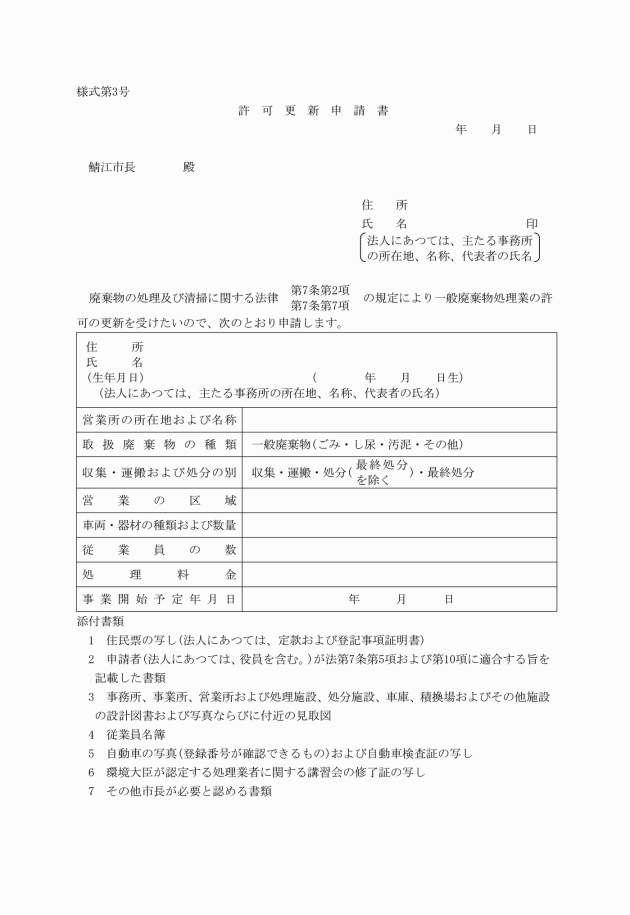 様式第3号
許可更新申請書
年　月　日
鯖江市長　　殿
住　所
氏　名　　印
法人にあつては、主たる事務所
の所在地、名称、代表者の氏名
廃棄物の処理及び清掃に関する法律　第7条第2項　第7条第7項　の規定により一般廃棄物処理業の許
可の更新を受けたいので、次のとおり申請します。
住　所
氏　名
(生年月日)　(　年　月　日生)
(法人にあつては、主たる事務所の所在地、名称、代表者の氏名)
営業所の所在地および名称
取扱廃棄物の種類　一般廃棄物(ごみ・し尿・汚泥・その他)
収集・運搬および処分の別　収集・運搬・処分(最終処分を除く)・最終処分
営業の区域
車両・器材の種類および数量
従業員の数
処理料金
事業開始予定年月日　年　月　日
添付書類
1　住民票の写し(法人にあつては、定款および登記事項証明書)
2　申請者(法人にあつては、役員を含む。)が法第7条第5項および第10項に適合する旨を
記載した書類
3　事務所、事業所、営業所および処理施設、処分施設、車庫、積換場およびその他施設
の設計図書および写真ならびに付近の見取図
4　従業員名簿
5　自動車の写真(登録番号が確認できるもの)および自動車検査証の写し
6　環境大臣が認定する処理業者に関する講習会の修了証の写し
7　その他市長が必要と認める書類